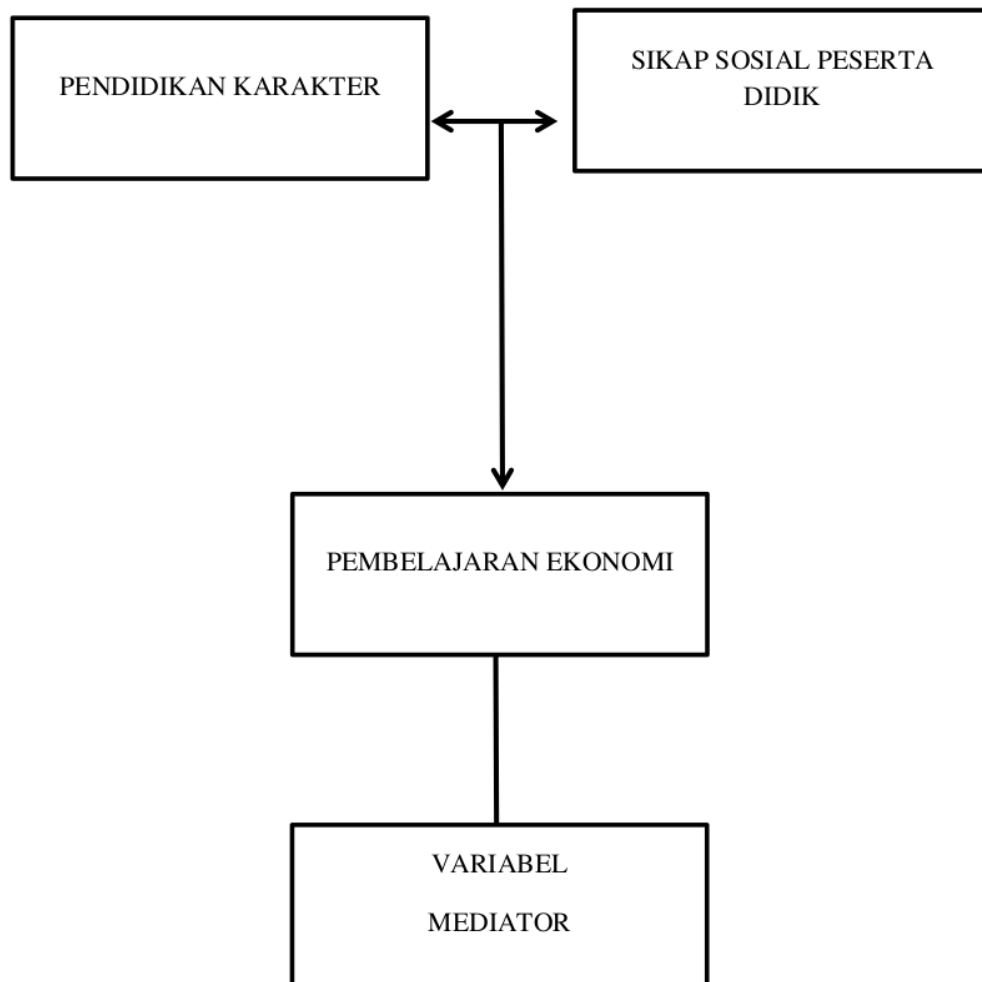 PENDIDIKAN KARAKTER
SIKAP SOSIAL PESERTA
DIDIK
PEMBELAJARAN EKONOMI
VARIABEL
MEDIATOR